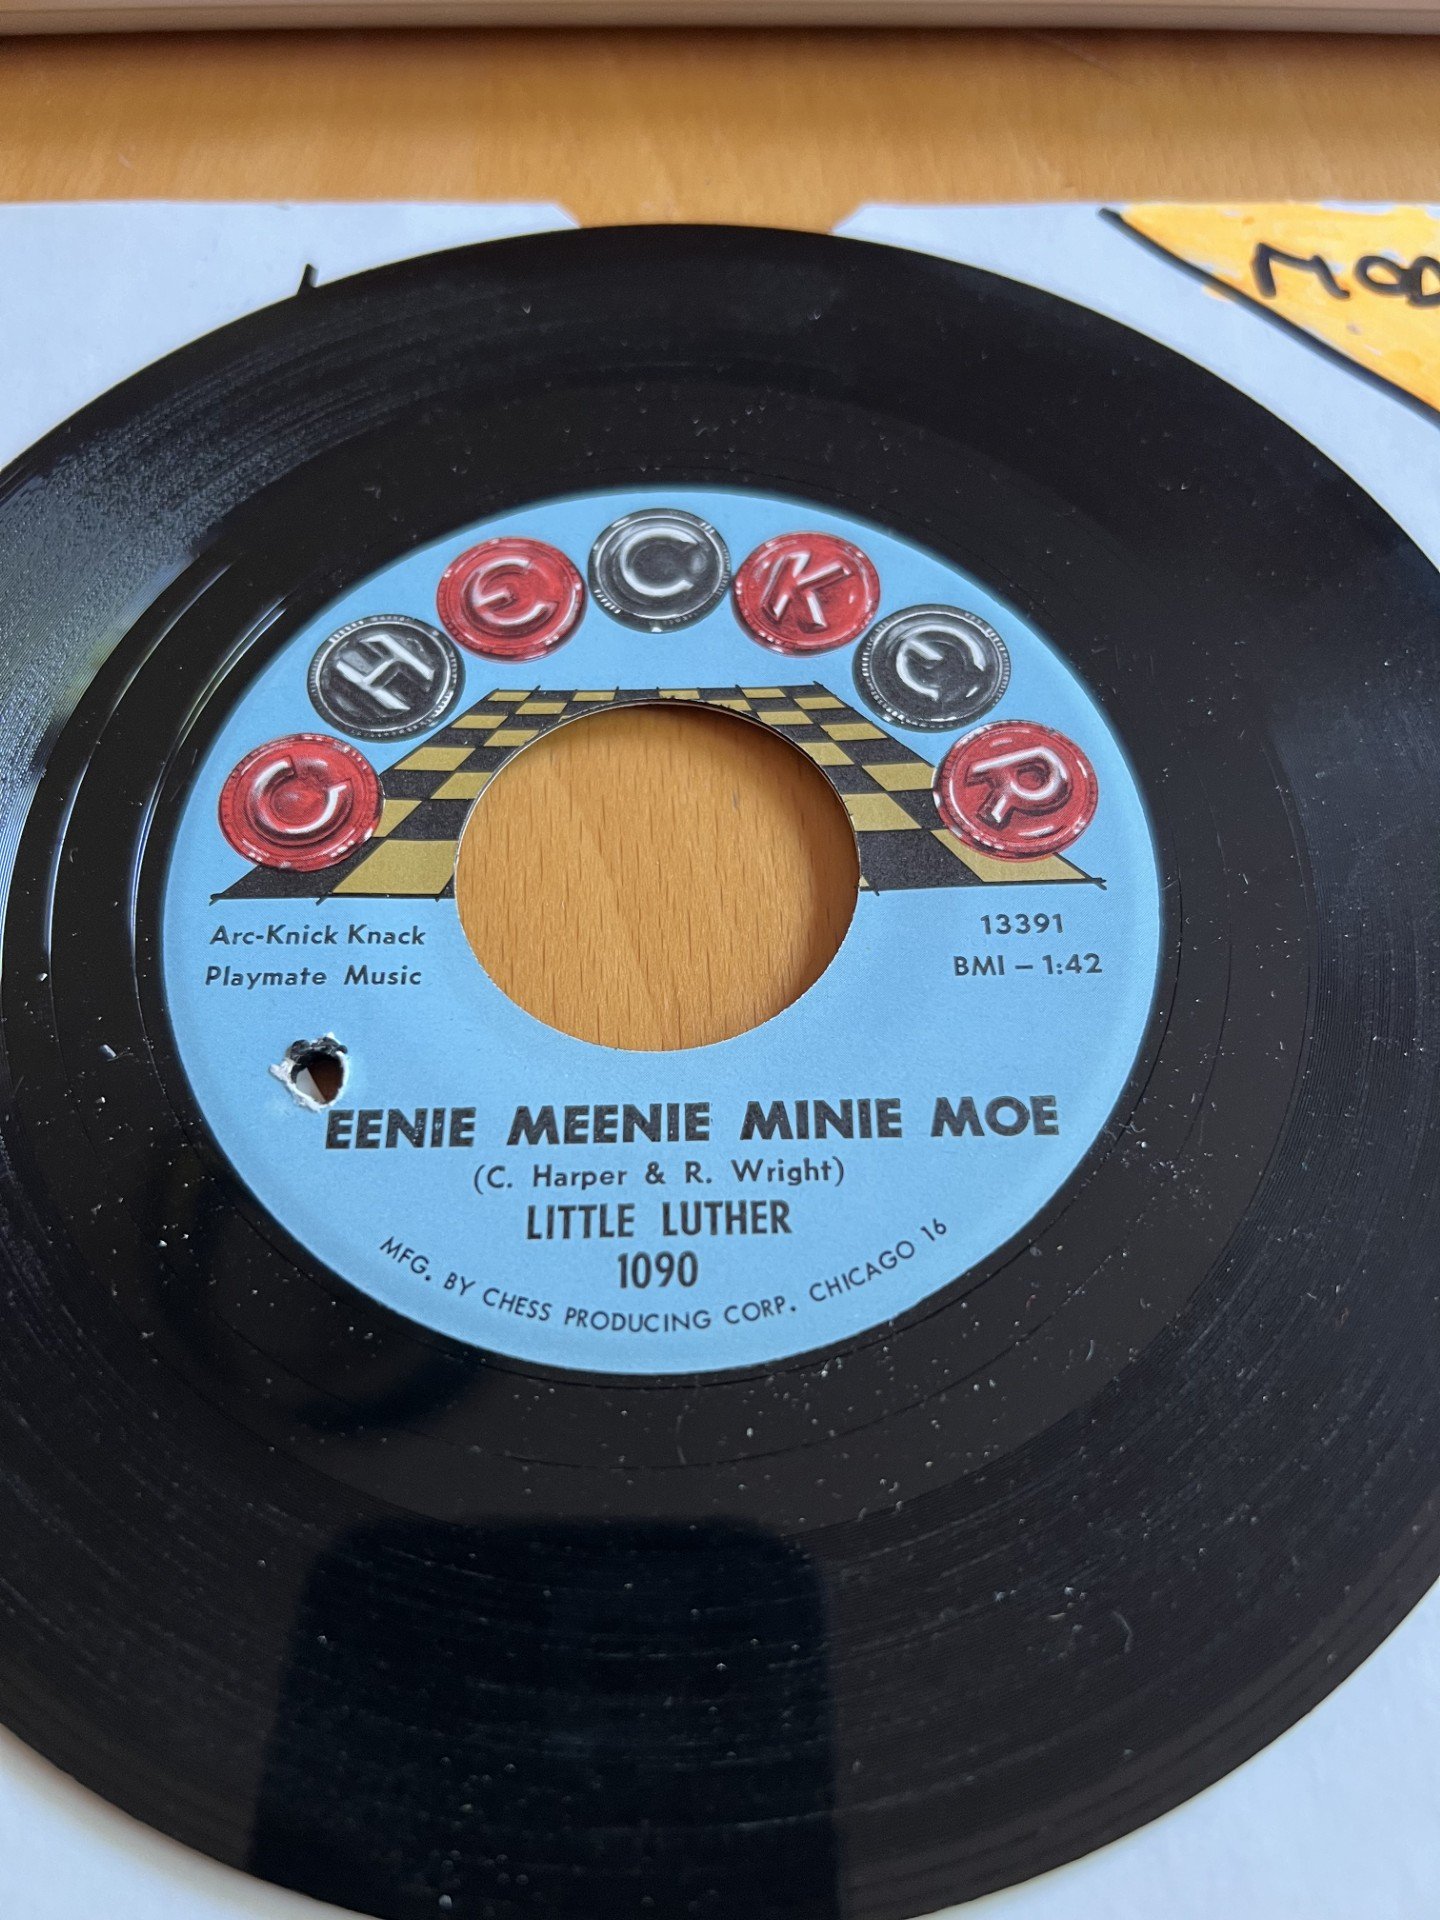 MOD
CHECKER
Arc-Knick Knack
Playmate Music
13391
BMI – 1:42
EENIE MEENIE MINIE MOE
(C. Harper & R. Wright)
LITTLE LUTHER
1090
MFG. BY CHESS PRODUCING CORP. CHICAGO 16